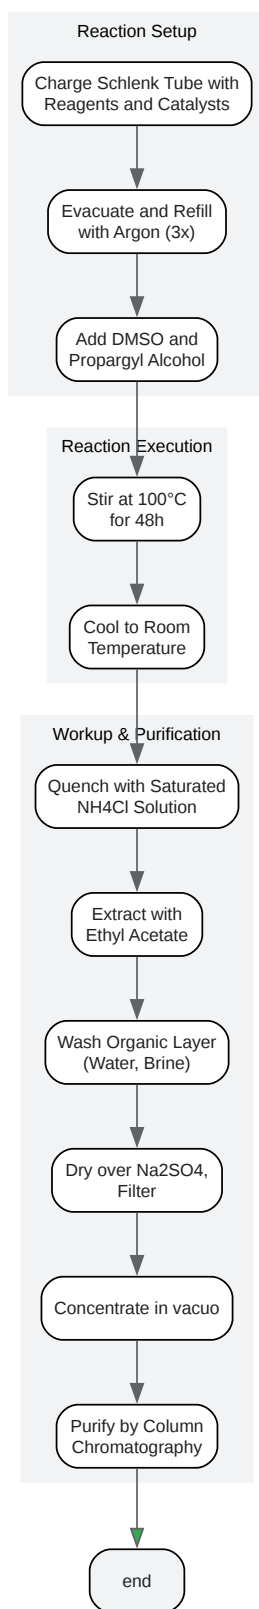 Reaction Setup
Charge Schlenk Tube with
Reagents and Catalysts
Evacuate and Refill
with Argon (3x)
Add DMSO and
Propargyl Alcohol
Reaction Execution
Stir at 100°C
for 48h
Cool to Room
Temperature
Workup & Purification
Quench with Saturated
NH4Cl Solution
Extract with
Ethyl Acetate
Wash Organic Layer
(Water, Brine)
Dry over Na2SO4,
Filter
Concentrate in vacuo
Purify by Column
Chromatography
end